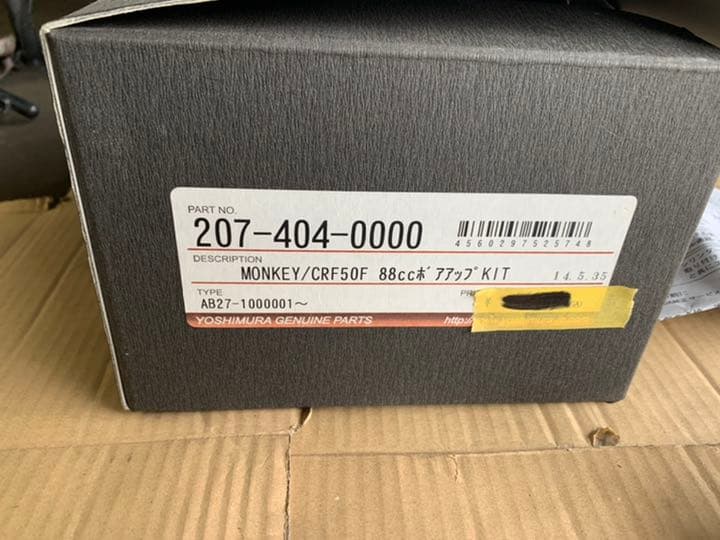 PART NO.
207-404-0000
4560297525748
DESCRIPTION
MONKEY/CRF50F 88ccﾎﾞｱｱｯﾌﾟKIT 14.5.35
TYPE
AB27-1000001～
YOSHIMURA GENUINE PARTS http:/